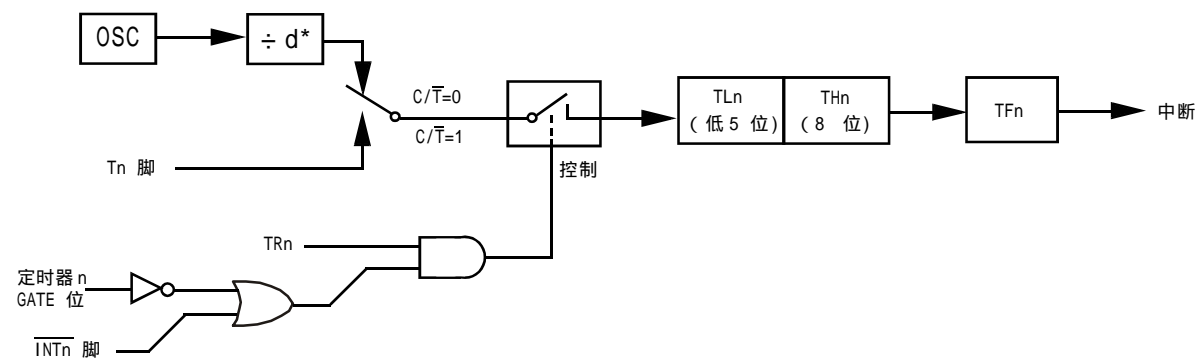 OSC
÷ d*
C/T̅=0
C/T̅=1
Tn 脚
控制
TLn
(低5 位)
THn
(8 位)
TFn
中断
TRn
定时器n
GATE 位
I̅N̅T̅n̅ 脚